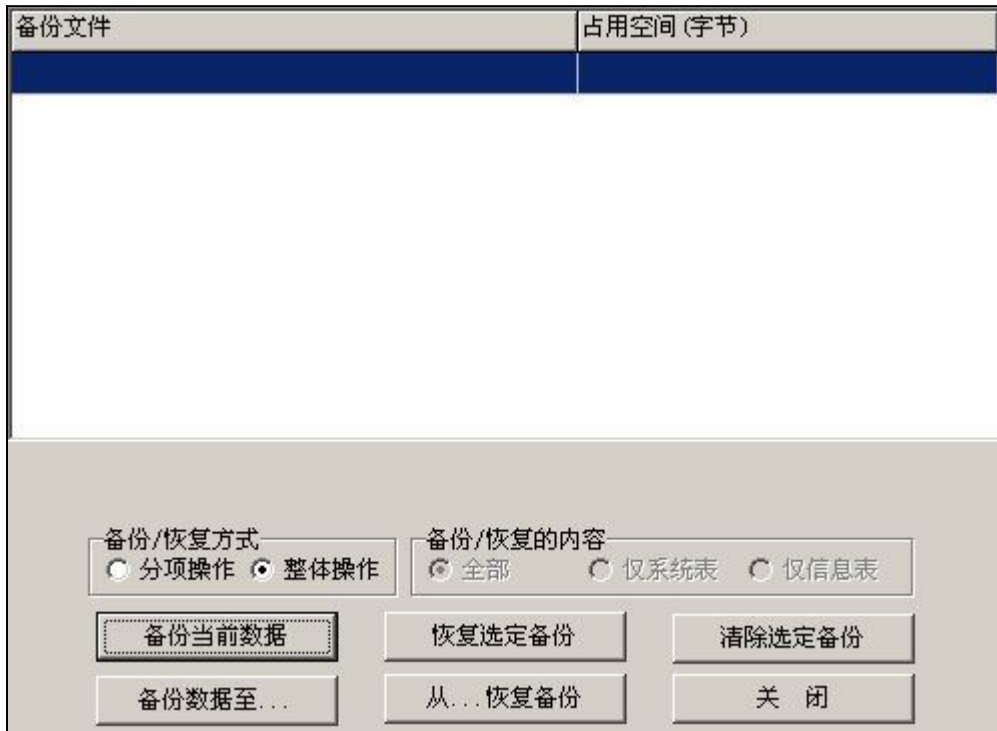 备份文件 占用空间(字节)
备份/恢复方式 备份/恢复的内容
分项操作 整体操作 全部 仅系统表 仅信息表
备份当前数据 恢复选定备份 清除选定备份
备份数据至... 从...恢复备份 关 闭